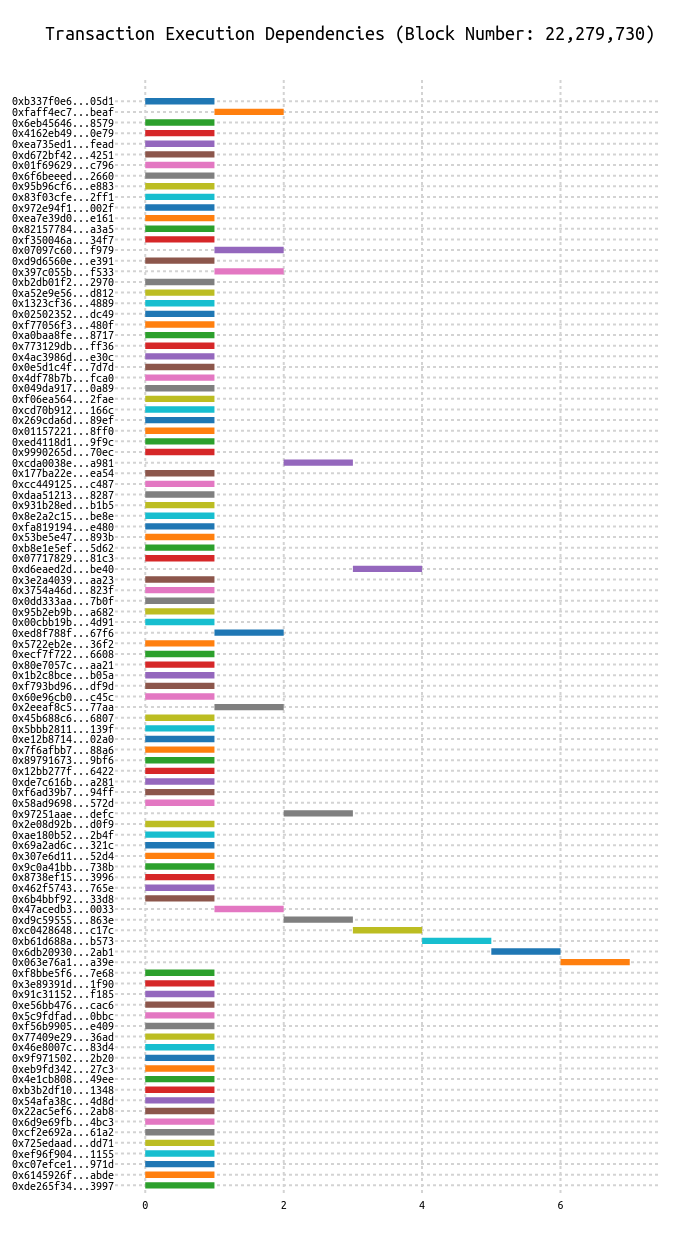 Transaction Execution Dependencies (Block Number: 22,279,730)
0xb337f0e6...05d1
0xfaff4ec7...beaf
0x6eb45646...8579
0x4162eb49...0e79
0xea735ed1...fead
0xd672bf42...4251
0x01f69629...c796
0x6f6beeed...2660
0x95b96cf6...e883
0x83f03cfe...2ff1
0x972e94f1...002f
0xea7e39d0...e161
0x82157784...a3a5
0xf350046a...34f7
0x07097c60...f979
0xd9d6560e...e391
0x397c055b...f533
0xb2db01f2...2970
0xa52e9e56...d812
0x1323cf36...4889
0x02502352...dc49
0xf77056f3...480f
0xa0baa8fe...8717
0x773129db...ff36
0x4ac3986d...e30c
0x0e5d1c4f...7d7d
0x4df78b7b...fca0
0x049da917...0a89
0xf06ea564...2fae
0xcd70b912...166c
0x269cda6d...89ef
0x01157221...8ff0
0xed4118d1...9f9c
0x9990265d...70ec
0xcda0038e...a981
0x177ba22e...ea54
0xcc449125...c487
0xdaa51213...8287
0x931b28ed...b1b5
0x8e2a2c15...be8e
0xfa819194...e480
0x53be5e47...893b
0xb8e1e5ef...5d62
0x07717829...81c3
0xd6eaed2d...be40
0x3e2a4039...aa23
0x3754a46d...823f
0x0dd333aa...7b0f
0x95b2eb9b...a682
0x00cbb19b...4d91
0xed8f788f...67f6
0x5722eb2e...36f2
0xecf7f722...6608
0x80e7057c...aa21
0x1b2c8bce...b05a
0xf793bd96...df9d
0x60e96cb0...c45c
0x2eeaf8c5...77aa
0x45b688c6...6807
0x5bbb2811...139f
0xe12b8714...02a0
0x7f6afbb7...88a6
0x89791673...9bf6
0x12bb277f...6422
0xde7c616b...a281
0xf6ad39b7...94ff
0x58ad9698...572d
0x97251aae...defc
0x2e08d92b...d0f9
0xae180b52...2b4f
0x69a2ad6c...321c
0x307e6d11...52d4
0x9c0a41bb...738b
0x8738ef15...3996
0x462f5743...765e
0x6b4bbf92...33d8
0x47acedb3...0033
0xd9c59555...863e
0xc0428648...c17c
0xb61d688a...b573
0x6db20930...2ab1
0x063e76a1...a39e
0xf8bbe5f6...7e68
0x3e89391d...1f90
0x91c31152...f185
0xe56bb476...cac6
0x5c9fdfad...0bbc
0xf56b9905...e409
0x77409e29...36ad
0x46e8007c...83d4
0x9f971502...2b20
0xeb9fd342...27c3
0x4e1cb808...49ee
0xb3b2df10...1348
0x54afa38c...4d8d
0x22ac5ef6...2ab8
0x6d9e69fb...4bc3
0xcf2e692a...61a2
0x725edaad...dd71
0xef96f904...1155
0xc07efce1...971d
0x6145926f...abde
0xde265f34...3997
0 2 4 6